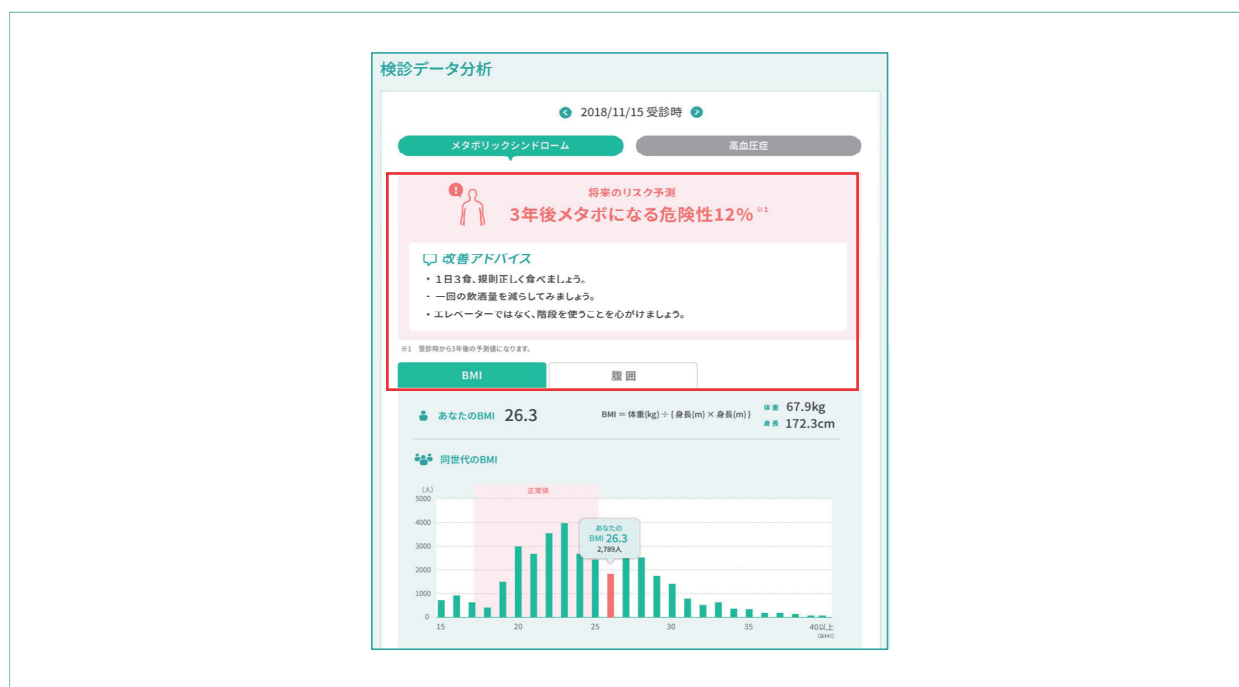 検診データ分析
2018/11/15 受診時
メタボリックシンドローム
高血圧症
将来のリスク予測
3年後メタボになる危険性12% ※1
改善アドバイス
・1日3食、規則正しく食べましょう。
- 一回の飲酒量を減らしてみましょう。
・エレベーターではなく、階段を使うことを心がけましょう。
※1 受診時から3年後の予測値になります。
BMI
腹囲
あなたのBMI 26.3
BMI = 体重(kg) ÷ { 身長(m) × 身長(m) }
体重 67.9kg
身長 172.3cm
同世代のBMI
(人)
正常値
5000
4000
3000
2000
1000
0
あなたの
BMI 26.3
2,789人
15 20 25 30 35 40以上
(BMI)